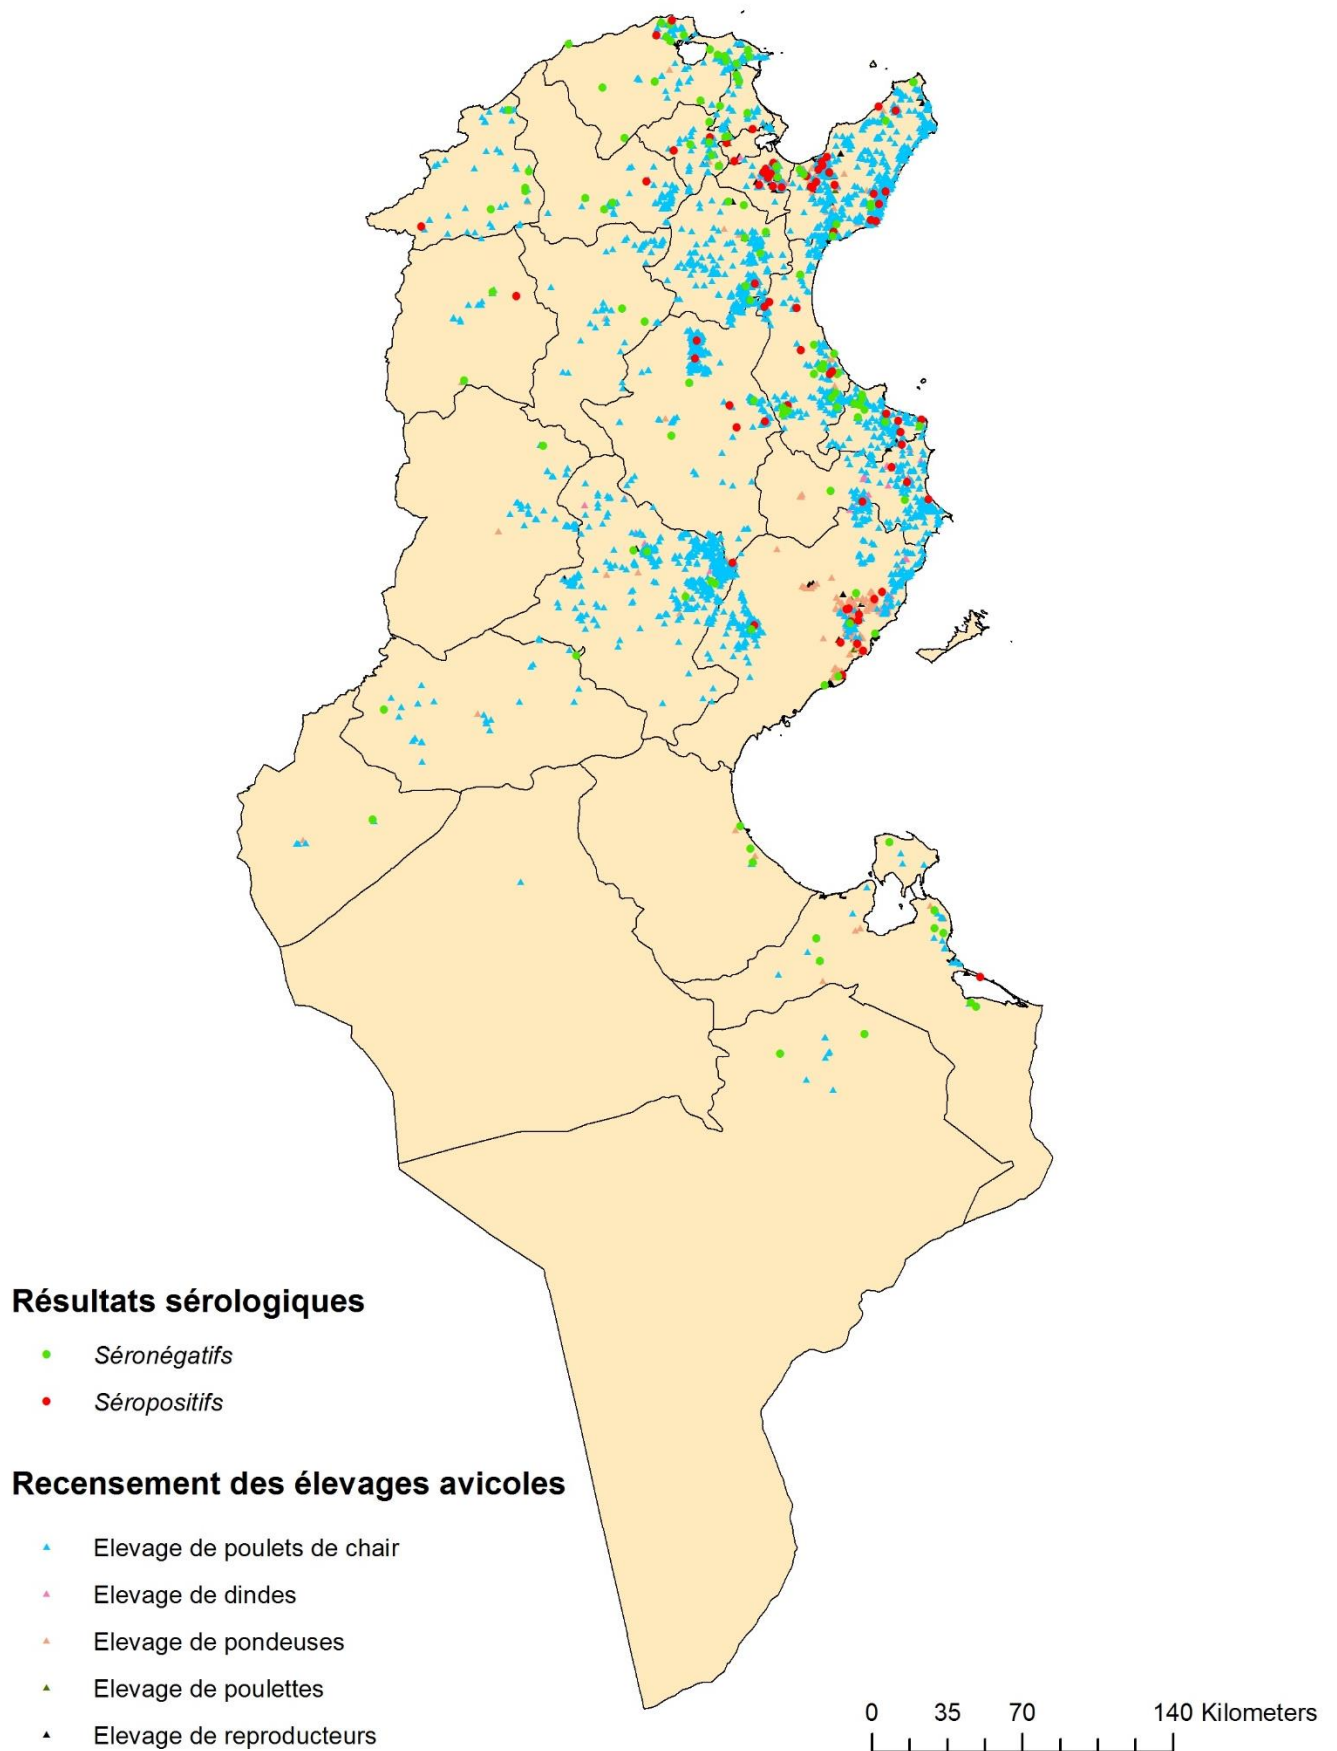 Résultats sérologiques
Séronégatifs
Séropositifs
Recensement des élevages avicoles
Elevage de poulets de chair
Elevage de dindes
Elevage de pondeuses
Elevage de poulettes
Elevage de reproducteurs
0 35 70 140 Kilometers